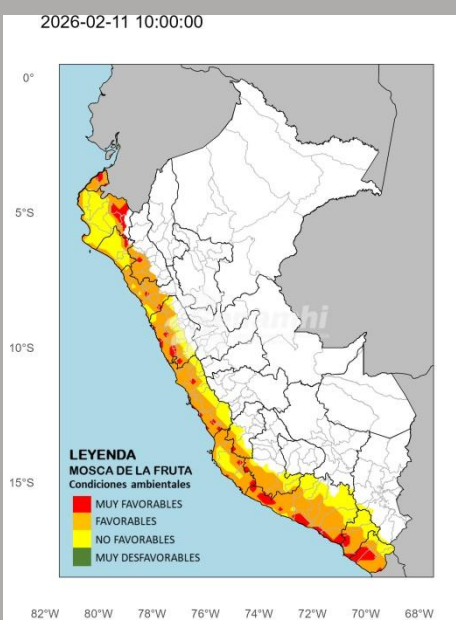 2026-02-11 10:00:00
0°
5°S
10°S
15°S
LEYENDA
MOSCA DE LA FRUTA
Condiciones ambientales
MUY FAVORABLES
FAVORABLES
NO FAVORABLES
MUY DESFAVORABLES
82°W 80°W 78°W 76°W 74°W 72°W 70°W 68°W